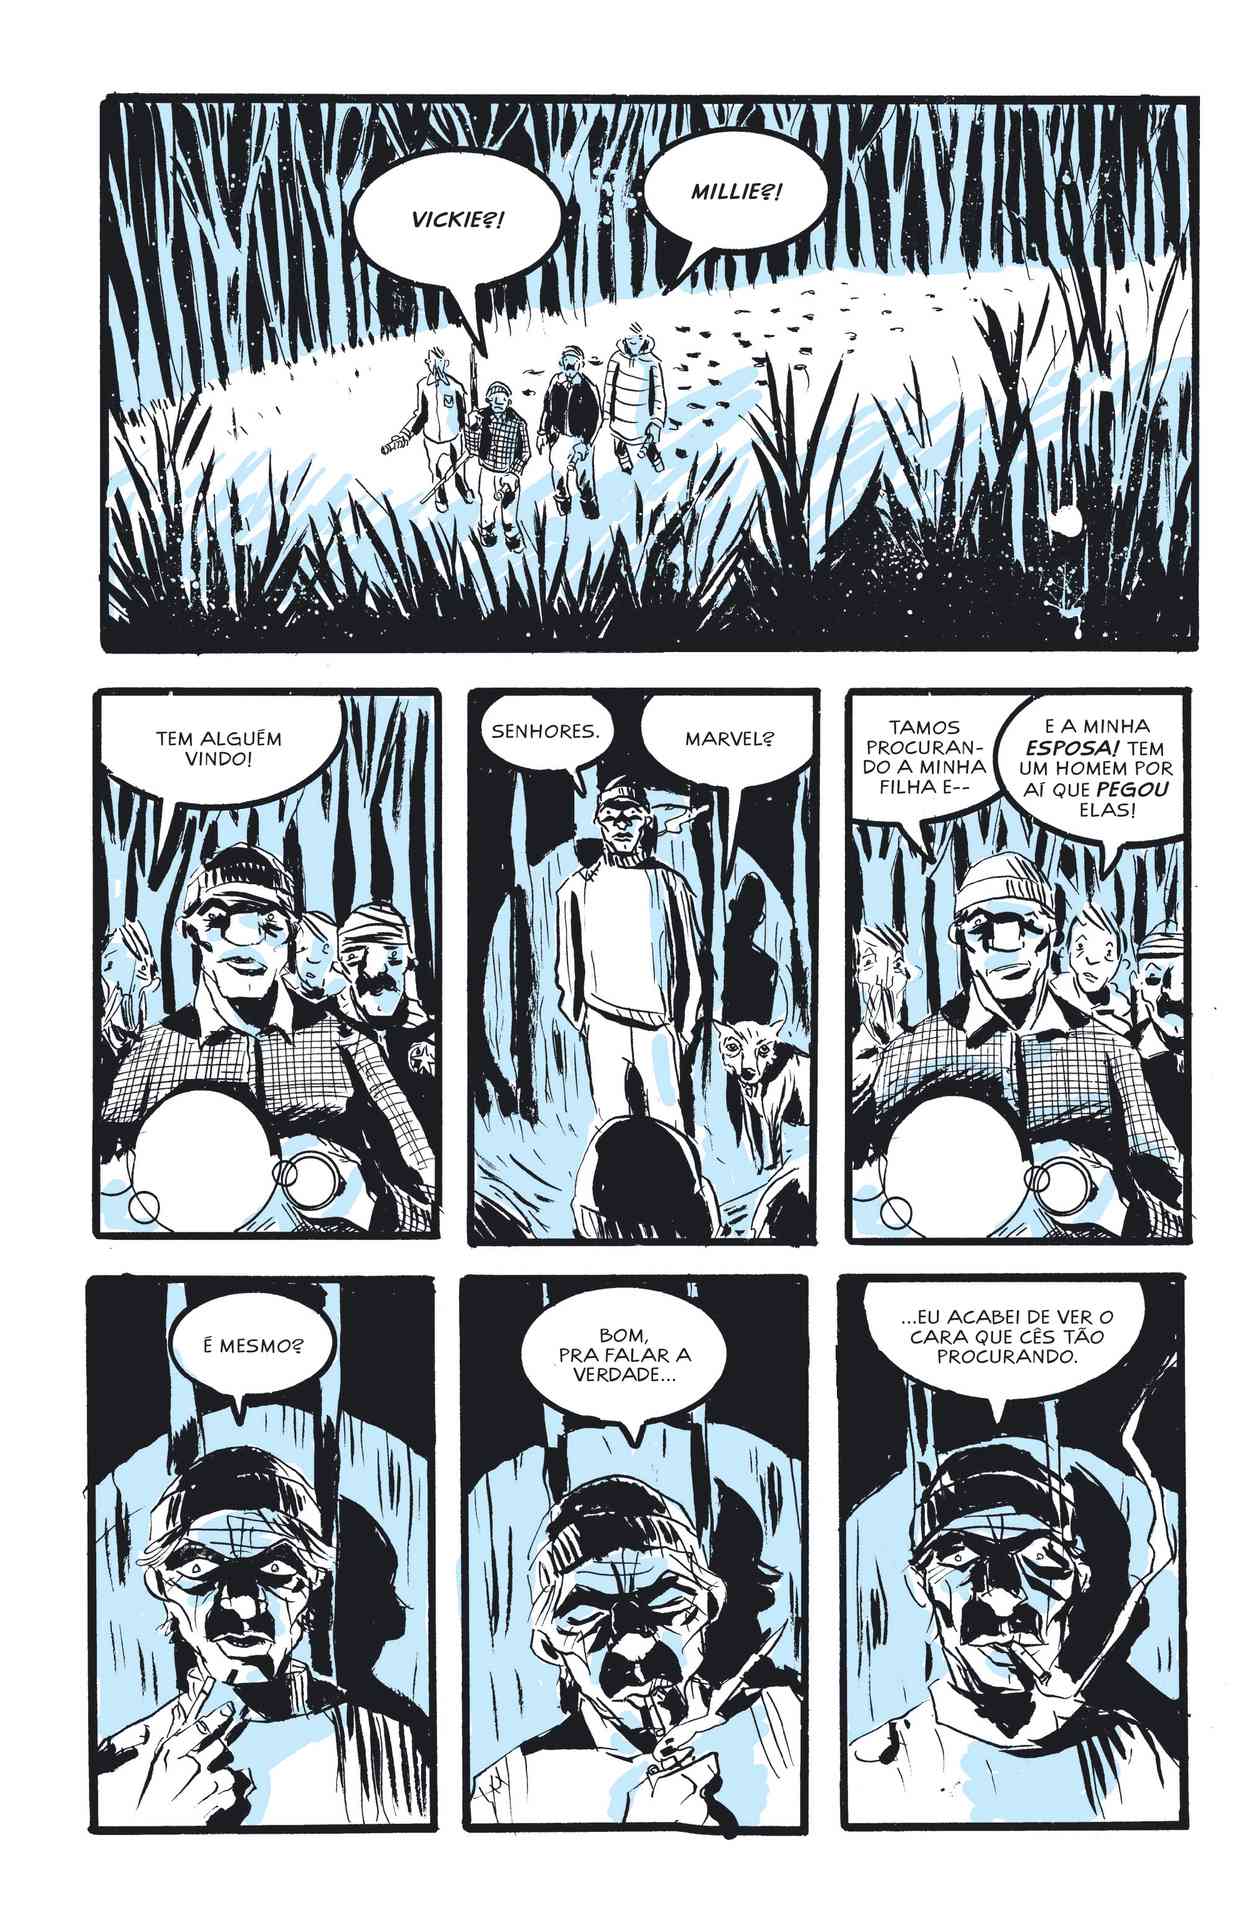 VICKIE?!
MILLIE?!
TEM ALGUÉM
VINDO!
SENHORES.
MARVEL?
TAMOS
PROCURAN-
DO A MINHA
FILHA E--
E A MINHA
ESPOSA! TEM
UM HOMEM POR
AÍ QUE PEGOU
ELAS!
É MESMO?
BOM,
PRA FALAR A
VERDADE...
...EU ACABEI DE VER O
CARA QUE CÊS TÃO
PROCURANDO.